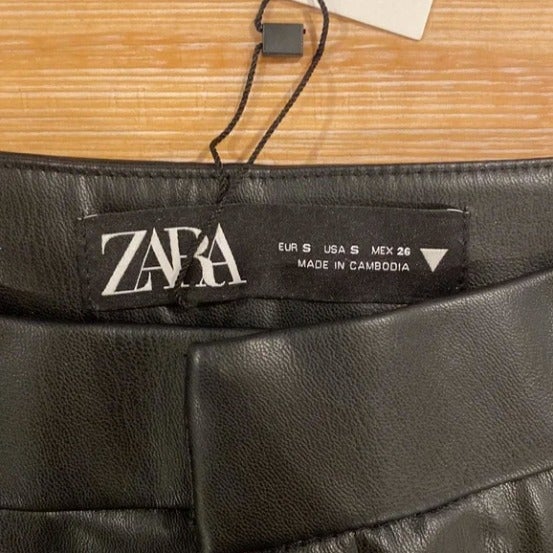 ZARA
EUR S USA S MEX 26
MADE IN CAMBODIA